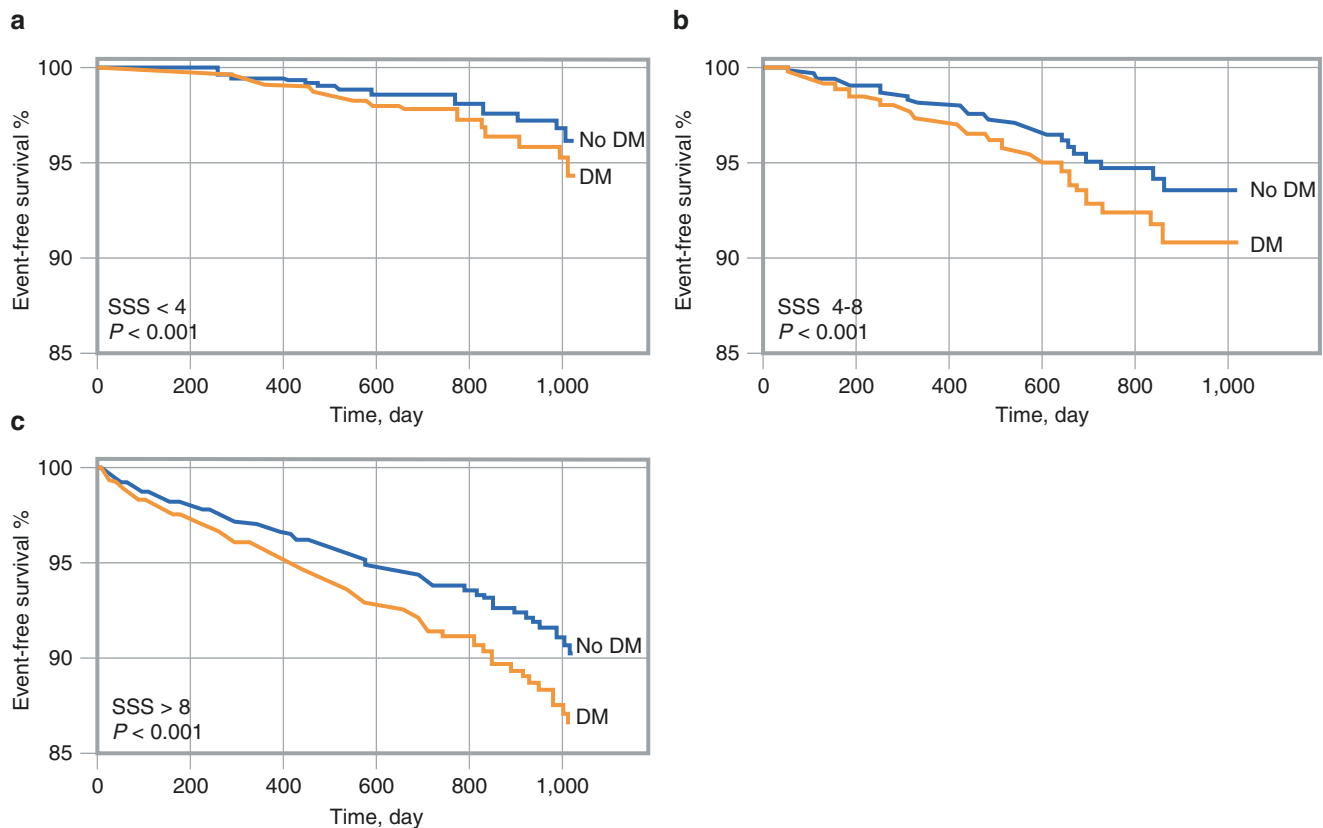 a
Event-free survival %
100
95
90
85
No DM
DM
SSS < 4
P < 0.001
0 200 400 600 800 1,000
Time, day
b
Event-free survival %
100
95
90
85
No DM
DM
SSS 4-8
P < 0.001
0 200 400 600 800 1,000
Time, day
c
Event-free survival %
100
95
90
85
No DM
DM
SSS > 8
P < 0.001
0 200 400 600 800 1,000
Time, day